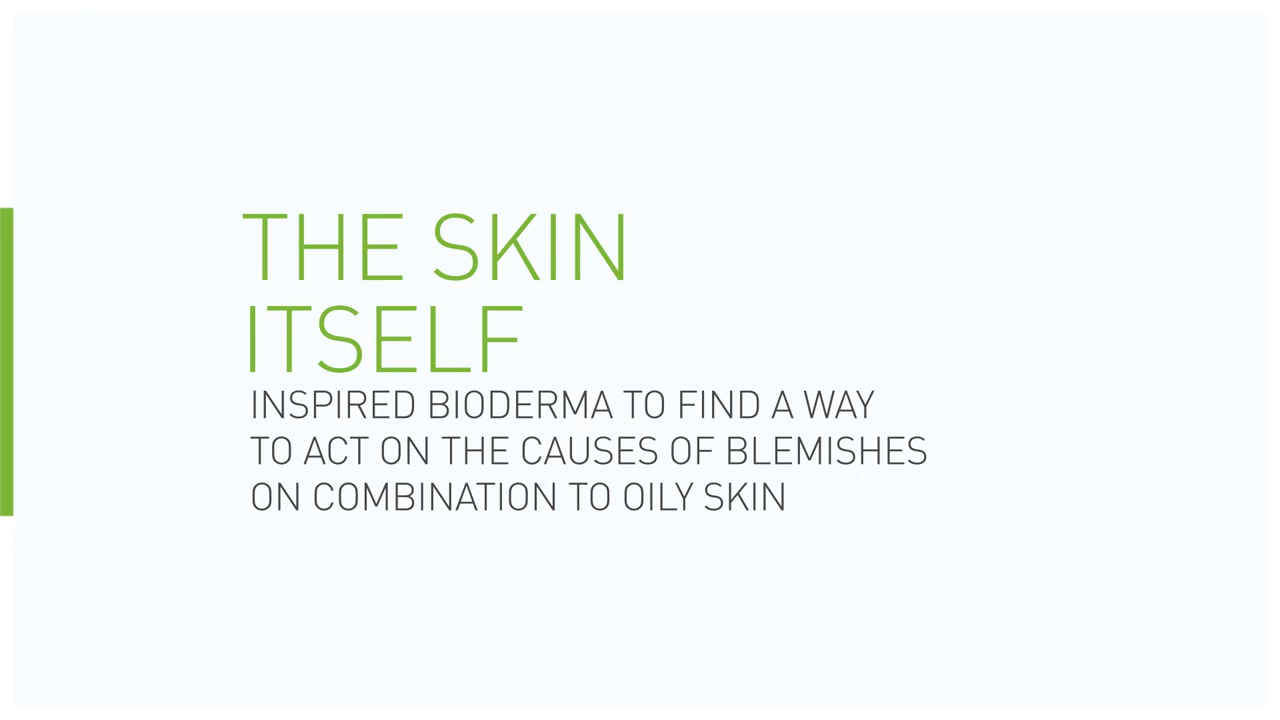 THE SKIN
ITSELF
INSPIRED BIODERMA TO FIND A WAY
TO ACT ON THE CAUSES OF BLEMISHES
ON COMBINATION TO OILY SKIN